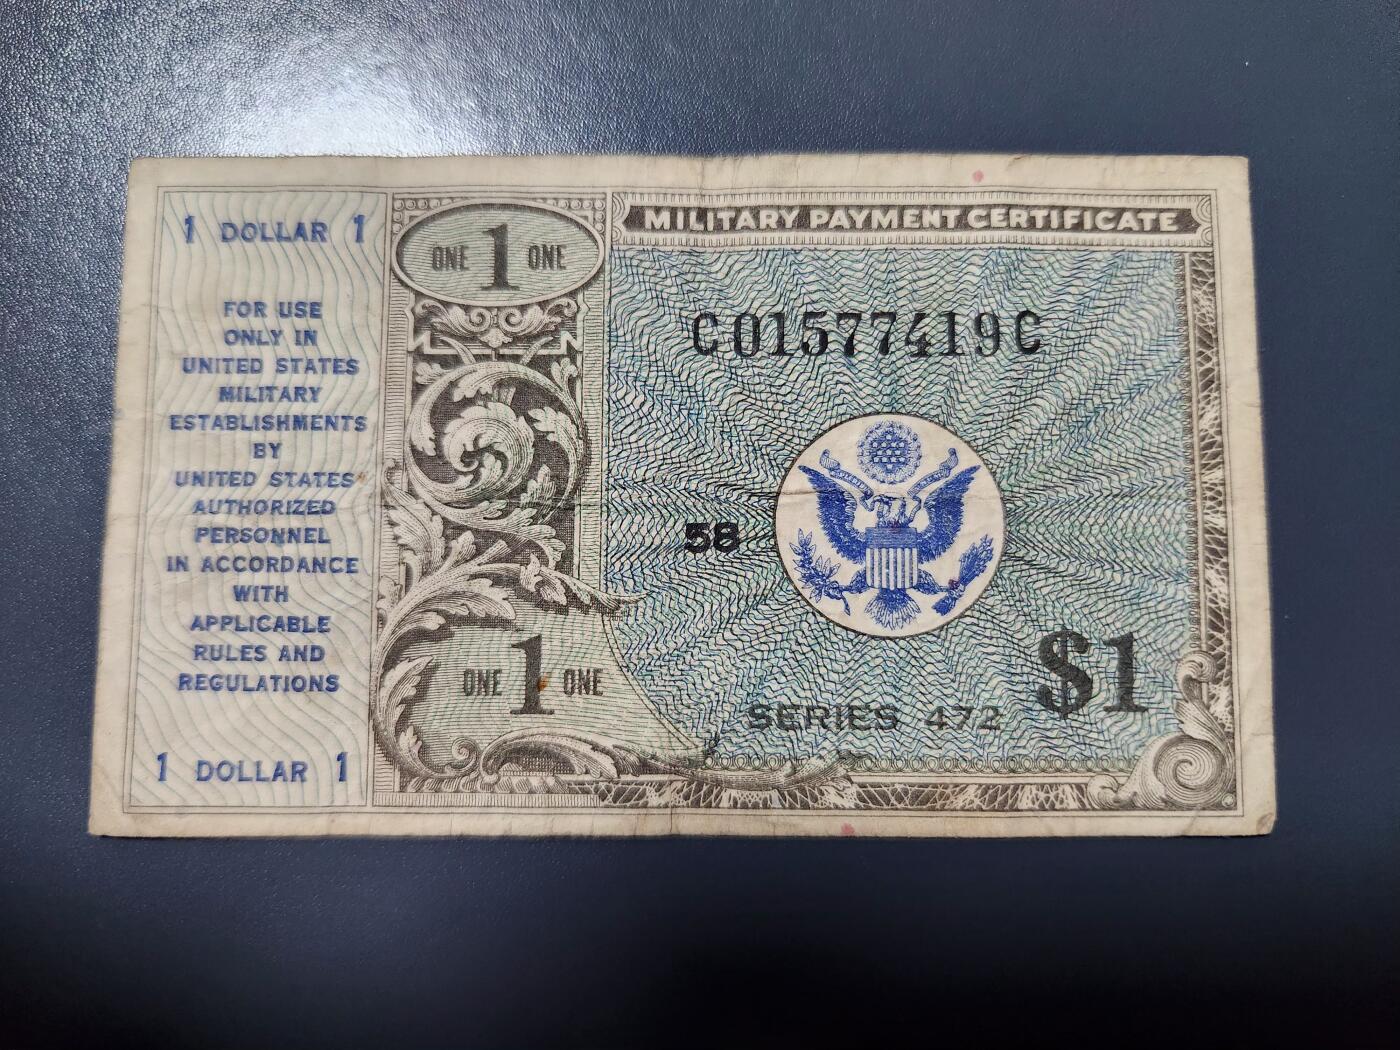 1 DOLLAR 1
FOR USE
ONLY IN
UNITED STATES
MILITARY
ESTABLISHMENTS
BY
UNITED STATES
AUTHORIZED
PERSONNEL
IN ACCORDANCE
WITH
APPLICABLE
RULES AND
REGULATIONS
1 DOLLAR 1
ONE 1 ONE
ONE 1 ONE
MILITARY PAYMENT CERTIFICATE
C01577419C
58
$1
SERIES 472